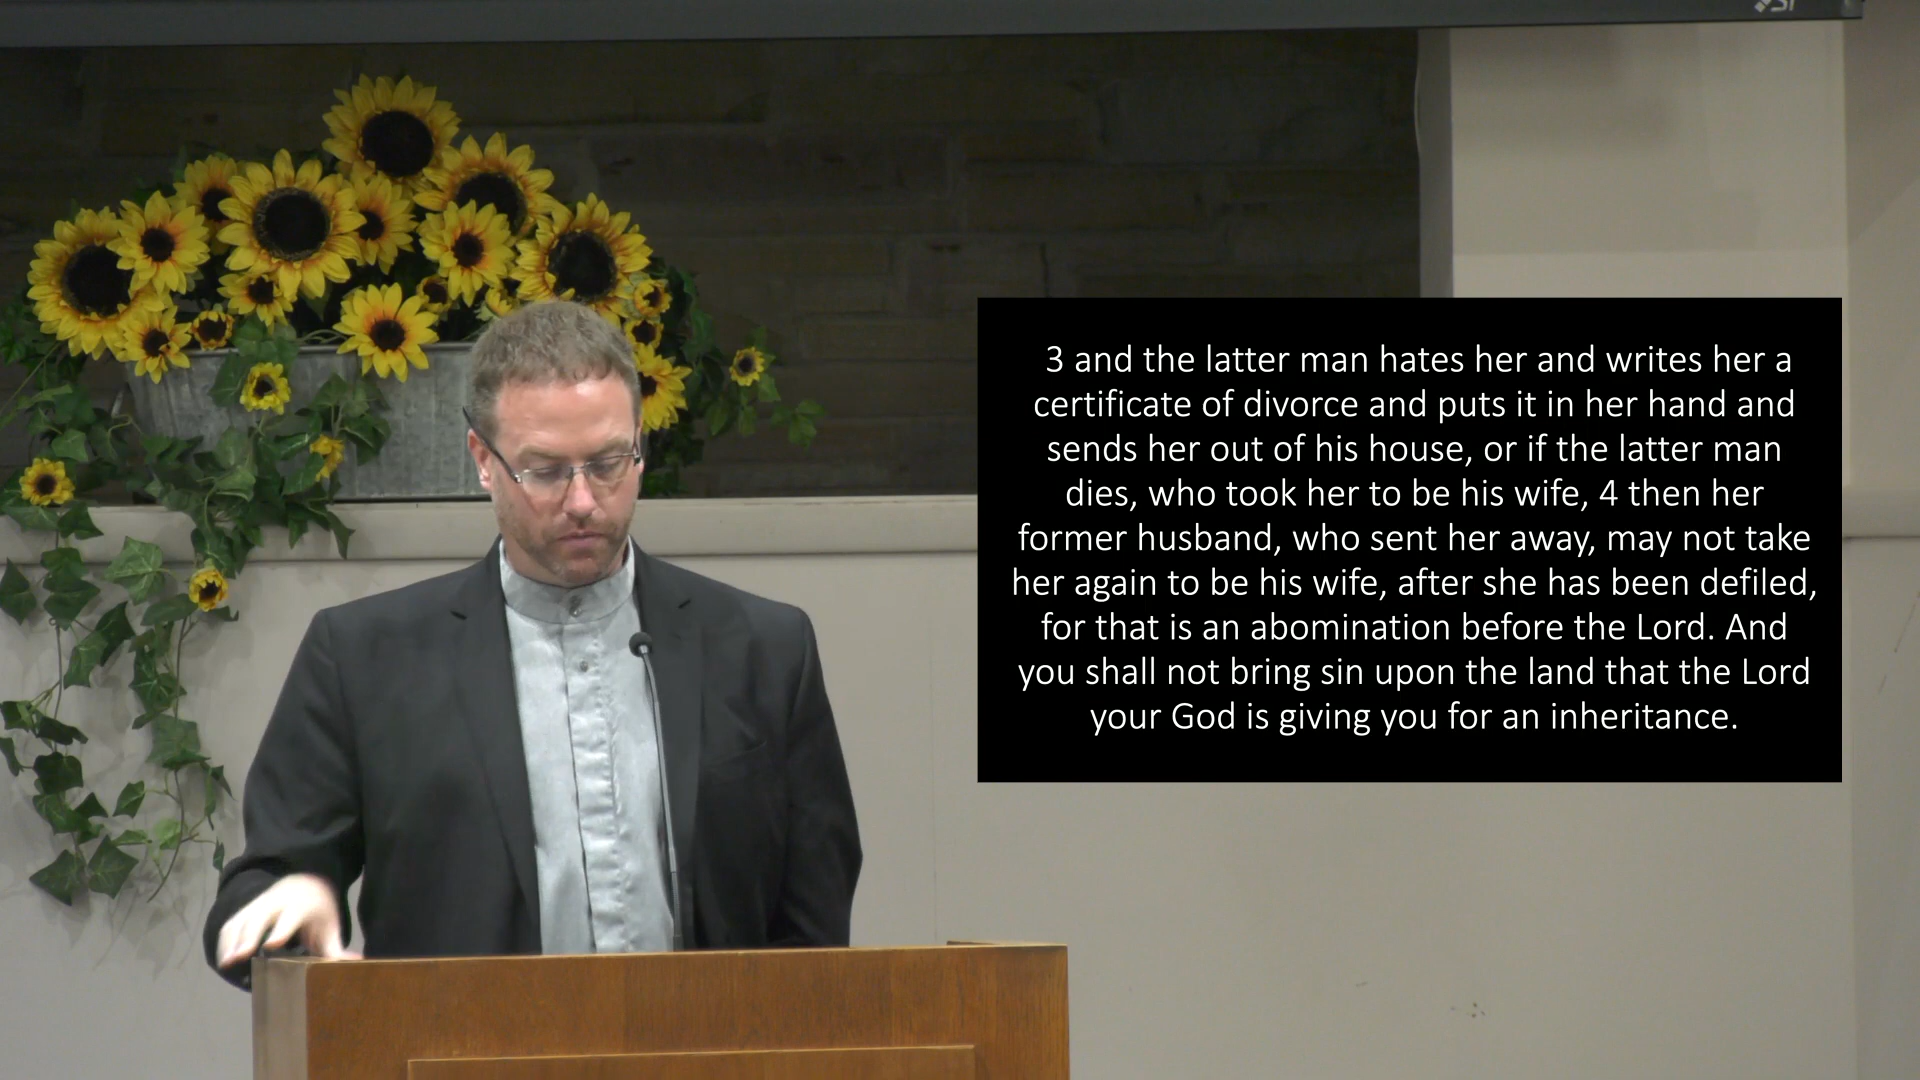 3 and the latter man hates her and writes her a
certificate of divorce and puts it in her hand and
sends her out of his house, or if the latter man
dies, who took her to be his wife, 4 then her
former husband, who sent her away, may not take
her again to be his wife, after she has been defiled,
for that is an abomination before the Lord. And
you shall not bring sin upon the land that the Lord
your God is giving you for an inheritance.